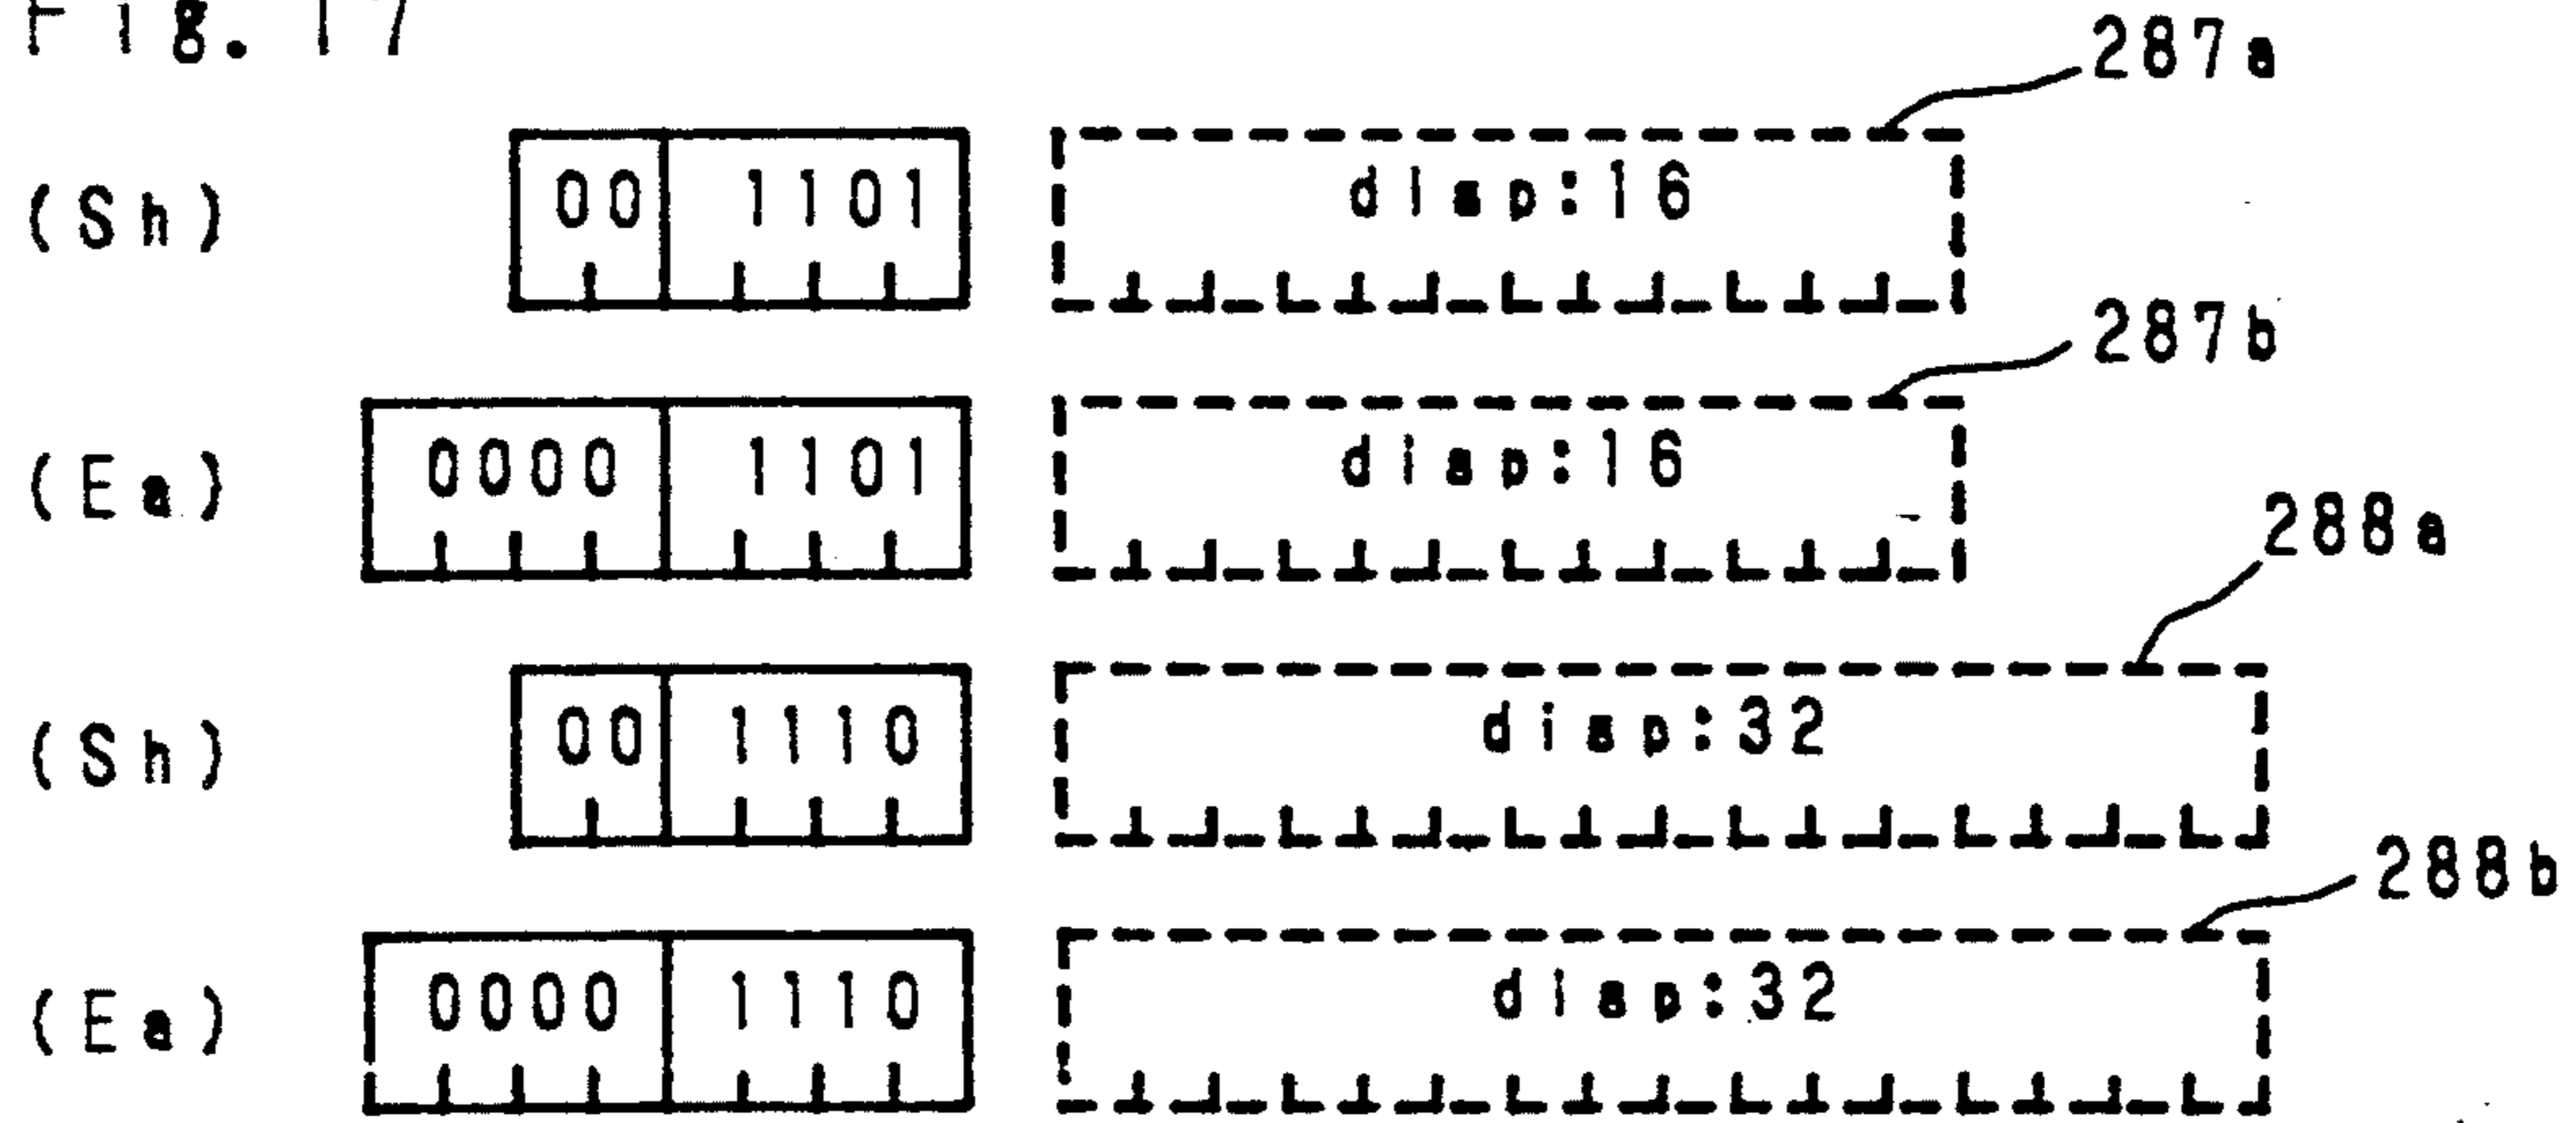 Fig. 17
287a
(Sh) 00 1101 disp:16
287b
(Ea) 0000 1101 disp:16
288a
(Sh) 00 1110 disp:32
288b
(Ea) 0000 1110 disp:32